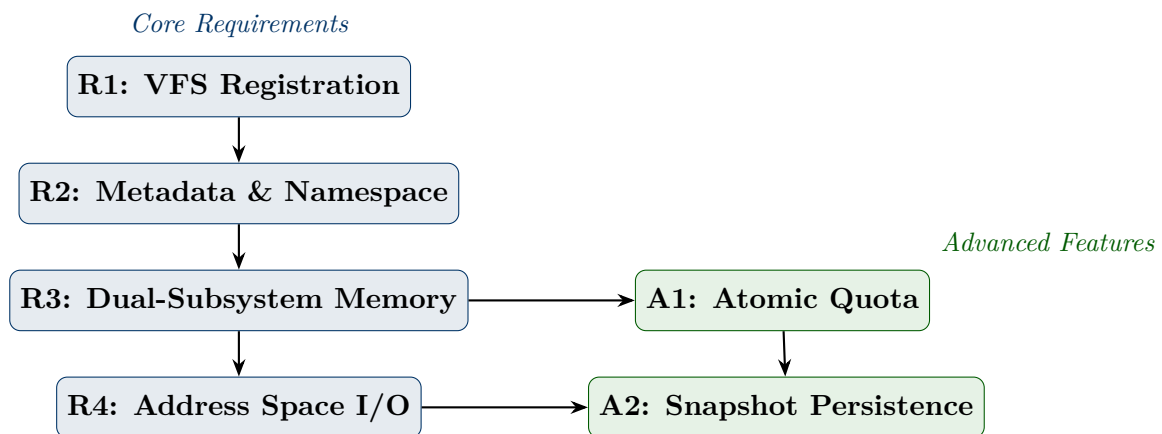 Core Requirements
R1: VFS Registration
R2: Metadata & Namespace
Advanced Features
R3: Dual-Subsystem Memory
A1: Atomic Quota
R4: Address Space I/O
A2: Snapshot Persistence